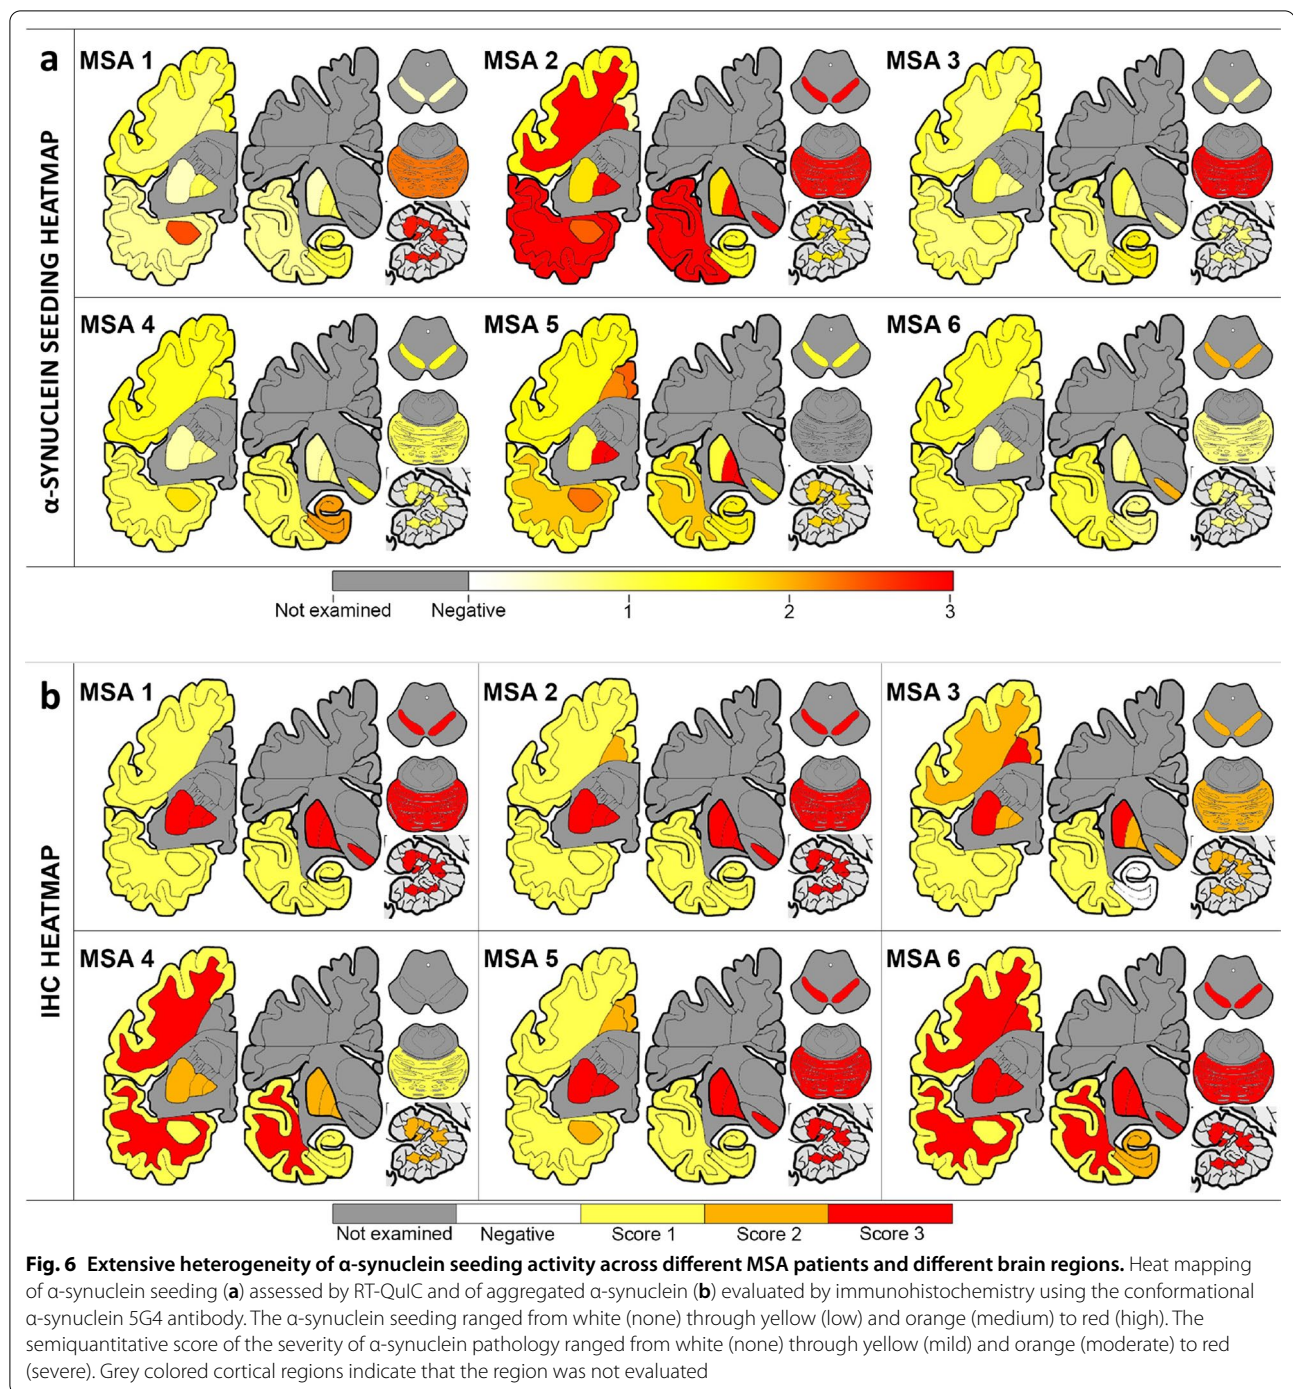 a
α-SYNUCLEIN SEEDING HEATMAP
MSA 1
MSA 2
MSA 3
MSA 4
MSA 5
MSA 6
Not examined
Negative
1
2
3
b
IHC HEATMAP
MSA 1
MSA 2
MSA 3
MSA 4
MSA 5
MSA 6
Not examined
Negative
Score 1
Score 2
Score 3
Fig. 6 Extensive heterogeneity of α-synuclein seeding activity across different MSA patients and different brain regions. Heat mapping
of α-synuclein seeding (a) assessed by RT-QuIC and of aggregated α-synuclein (b) evaluated by immunohistochemistry using the conformational
α-synuclein 5G4 antibody. The α-synuclein seeding ranged from white (none) through yellow (low) and orange (medium) to red (high). The
semiquantitative score of the severity of α-synuclein pathology ranged from white (none) through yellow (mild) and orange (moderate) to red
(severe). Grey colored cortical regions indicate that the region was not evaluated